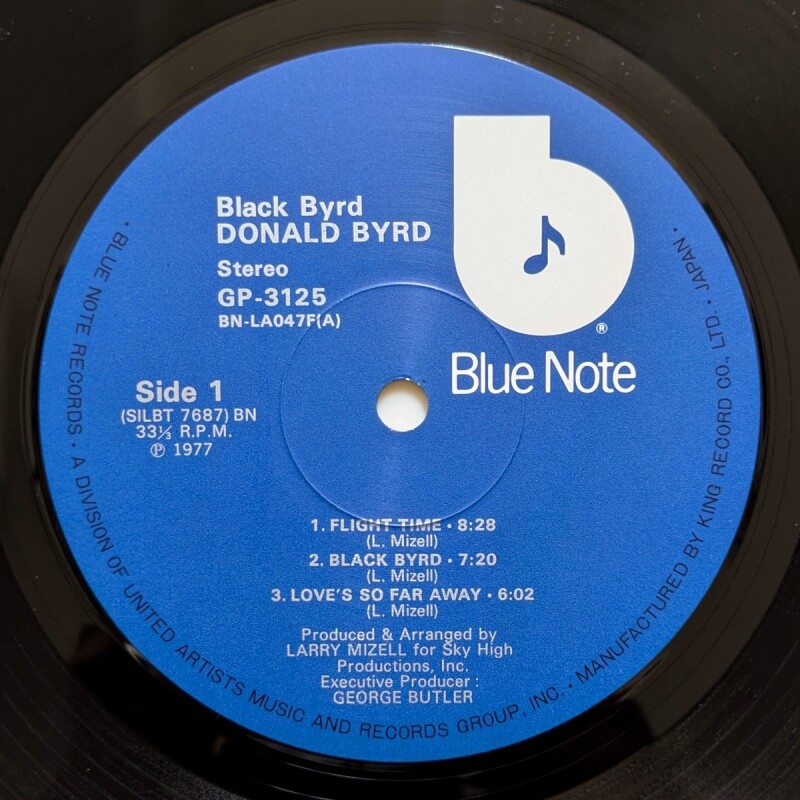 Black Byrd
DONALD BYRD
Stereo
GP-3125
BN-LA047F(A)
®
Blue Note
Side 1
(SILBT 7687) BN
33⅓ R.P.M.
Ⓟ 1977
1. FLIGHT TIME • 8:28
(L. Mizell)
2. BLACK BYRD • 7:20
(L. Mizell)
3. LOVE'S SO FAR AWAY • 6:02
(L. Mizell)
Produced & Arranged by
LARRY MIZELL for Sky High
Productions, Inc.
Executive Producer :
GEORGE BUTLER
• BLUE NOTE RECORDS • A DIVISION OF UNITED ARTISTS MUSIC AND RECORDS GROUP, INC. • MANUFACTURED BY KING RECORD CO., LTD. • JAPAN •